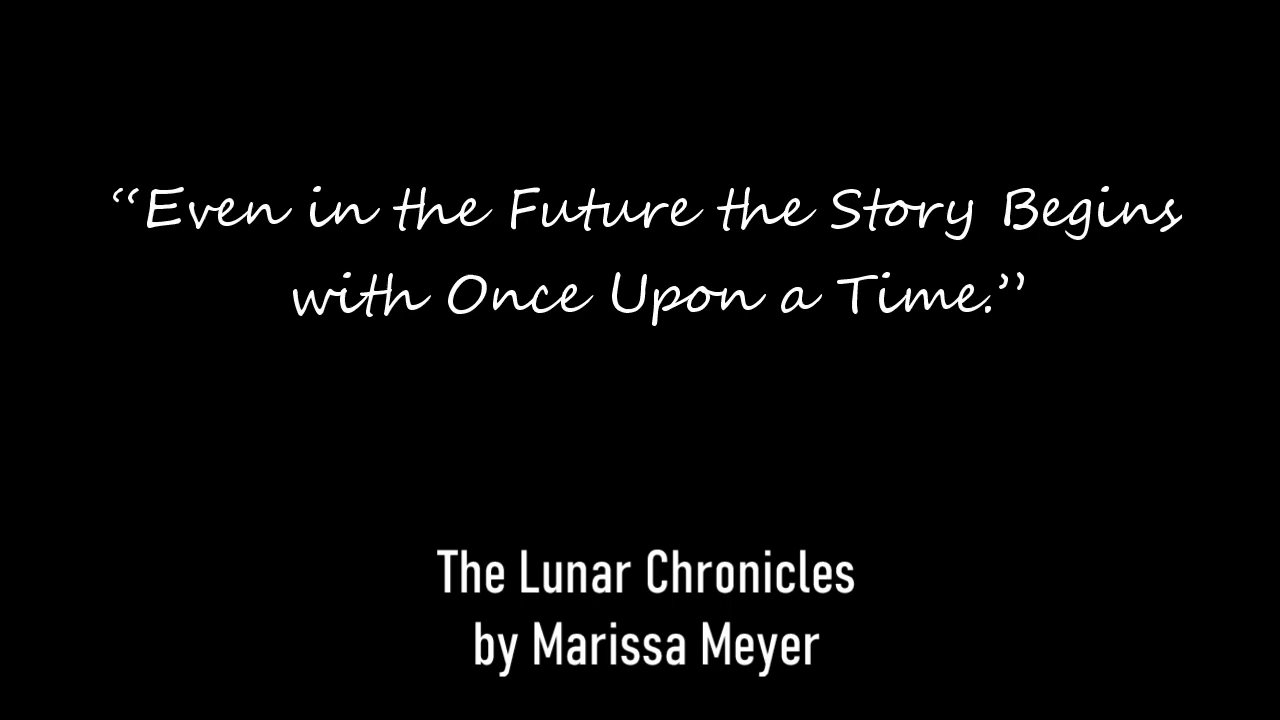 “Even in the Future the Story Begins
with Once Upon a Time.”
The Lunar Chronicles
by Marissa Meyer